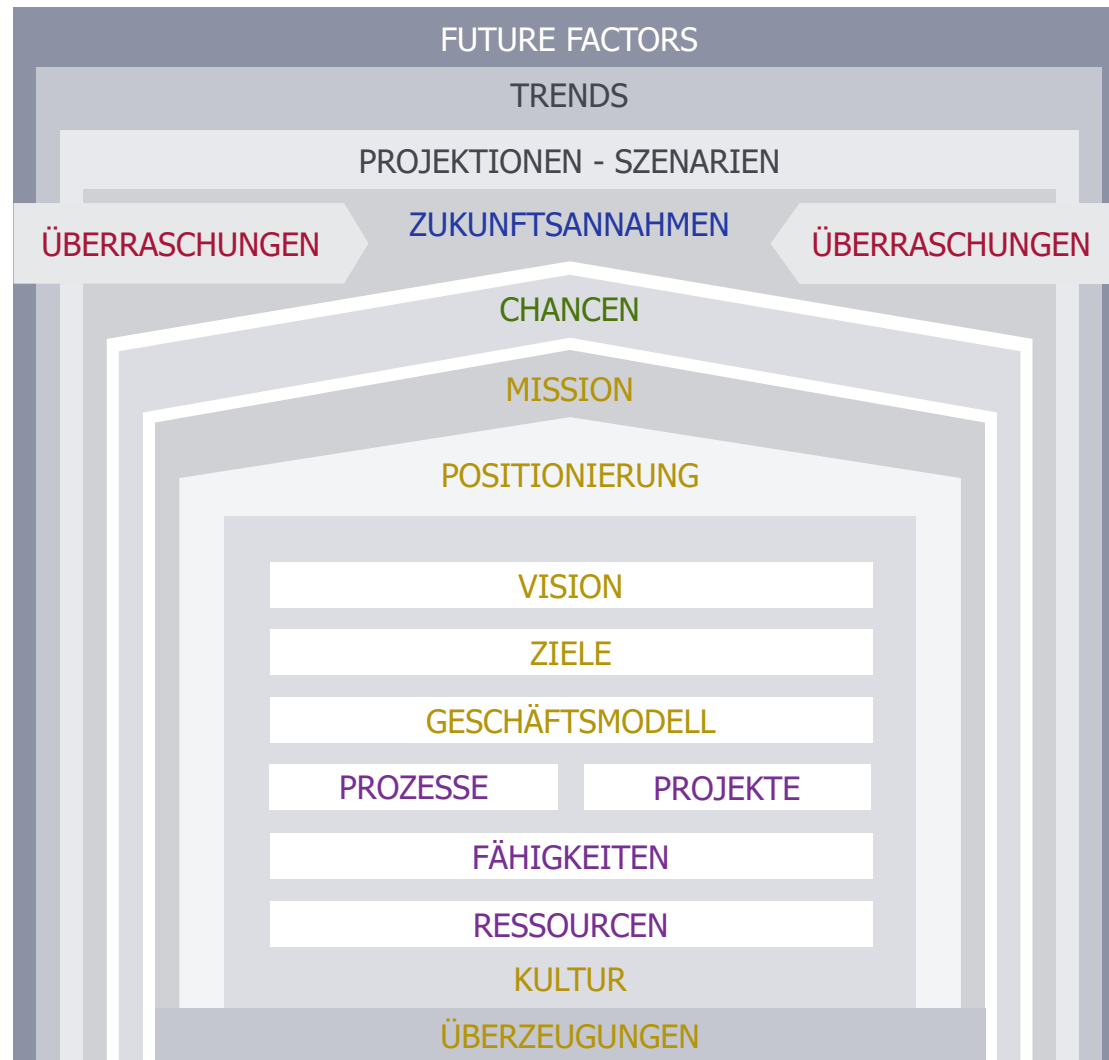 FUTURE FACTORS
TRENDS
PROJEKTIONEN - SZENARIEN
ÜBERRASCHUNGEN
ZUKUNFTSANNAHMEN
ÜBERRASCHUNGEN
CHANCEN
MISSION
POSITIONIERUNG
VISION
ZIELE
GESCHÄFTSMODELL
PROZESSE
PROJEKTE
FÄHIGKEITEN
RESSOURCEN
KULTUR
ÜBERZEUGUNGEN